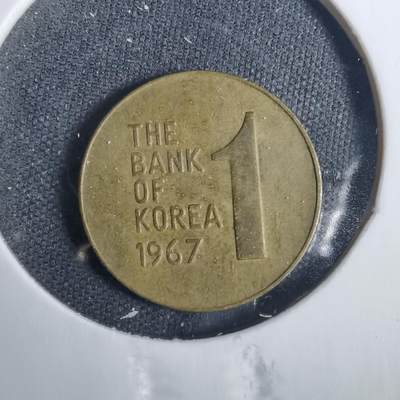 THE
BANK
OF
KOREA
1967
1